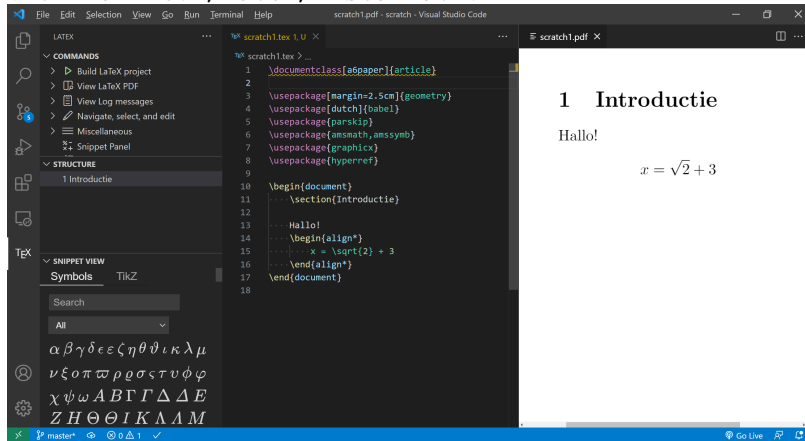 File Edit Selection View Go Run Terminal Help
scratch1.pdf - scratch - Visual Studio Code
LATEX
COMMANDS
Build LaTeX project
View LaTeX PDF
View Log messages
Navigate, select, and edit
Miscellaneous
Snippet Panel
STRUCTURE
1 Introductie
SNIPPET VIEW
Symbols TikZ
Search
All
α β γ δ ϵ ε ζ η θ ϑ ι κ λ μ
ν ξ ο π ϖ ρ ϱ σ ς τ υ ϕ φ
χ ψ ω A B Γ Γ Δ Δ E
Z H Θ Θ I K Λ Λ M
TEX
scratch1.tex 1, U
scratch1.tex > ...
1 \documentclass[a6paper]{article}
2
3 \usepackage[margin=2.5cm]{geometry}
4 \usepackage[dutch]{babel}
5 \usepackage{parskip}
6 \usepackage{amsmath,amssymb}
7 \usepackage{graphicx}
8 \usepackage{hyperref}
9
10 \begin{document}
11 \section{Introductie}
12
13 Hallo!
14 \begin{align*}
15 x = \sqrt{2} + 3
16 \end{align*}
17 \end{document}
18
scratch1.pdf
1 Introductie
Hallo!
x = √2 + 3
master* 0 1
Go Live